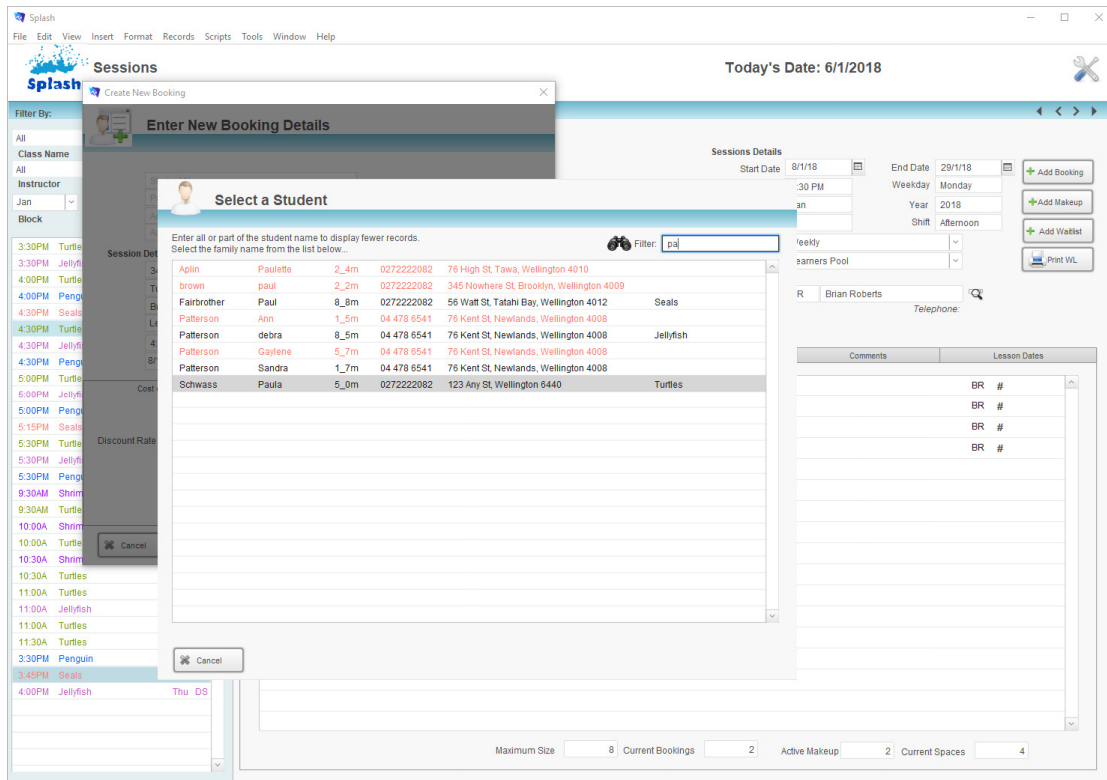 Splash
File Edit View Insert Format Records Scripts Tools Window Help
Splash
Sessions
Today's Date: 6/1/2018
Create New Booking
Filter By:
Enter New Booking Details
All
Class Name
All
Instructor
Jan
Block
Sessions Details
Start Date 8/1/18 End Date 29/1/18
:30 PM Weekday Monday
an Year 2018
Shift Afternoon
eekly
earners Pool
R Brian Roberts
Telephone:
Add Booking
Add Makeup
Add Waitlist
Print WL
Select a Student
Enter all or part of the student name to display fewer records.
Select the family name from the list below...
Filter: pa
Aplin Paulette 2_4m 0272222082 76 High St, Tawa, Wellington 4010
brown paul 2_2m 0272222082 345 Nowhere St, Brooklyn, Wellington 4009
Fairbrother Paul 8_8m 0272222082 56 Watt St, Tatahi Bay, Wellington 4012 Seals
Patterson Ann 1_5m 04 478 6541 76 Kent St, Newlands, Wellington 4008
Patterson debra 8_5m 04 478 6541 76 Kent St, Newlands, Wellington 4008 Jellyfish
Patterson Gaylene 5_7m 04 478 6541 76 Kent St, Newlands, Wellington 4008
Patterson Sandra 1_7m 04 478 6541 76 Kent St, Newlands, Wellington 4008
Schwass Paula 5_0m 0272222082 123 Any St, Wellington 6440 Turtles
Cancel
Session Det
Cost
Discount Rate
Cancel
3:30PM Turtle
3:30PM Jellyfi
4:00PM Turtle
4:00PM Pengu
4:30PM Seals
4:30PM Turtle
4:30PM Jellyfi
4:30PM Pengu
5:00PM Turtle
5:00PM Jellyfi
5:00PM Pengu
5:15PM Seals
5:30PM Turtle
5:30PM Jellyfi
5:30PM Pengu
9:30AM Shrim
9:30AM Turtle
10:00A Shrim
10:00A Turtle
10:30A Shrim
10:30A Turtles
11:00A Turtles
11:00A Jellyfish
11:00A Turtles
11:30A Turtles
3:30PM Penguin
3:45PM Seals
4:00PM Jellyfish Thu DS
Comments Lesson Dates
BR #
BR #
BR #
BR #
Maximum Size 8 Current Bookings 2 Active Makeup 2 Current Spaces 4